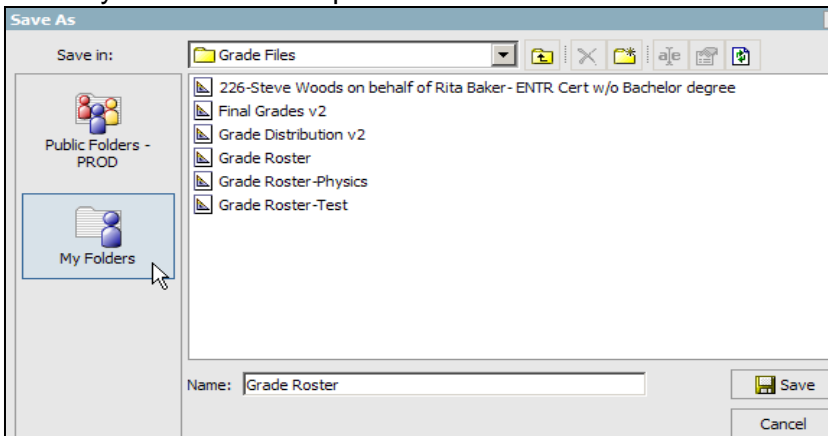 Save As
Save in:
Grade Files
aʃe
Public Folders -
PROD
My Folders
226-Steve Woods on behalf of Rita Baker- ENTR Cert w/o Bachelor degree
Final Grades v2
Grade Distribution v2
Grade Roster
Grade Roster-Physics
Grade Roster-Test
Name:
Grade Roster
Save
Cancel